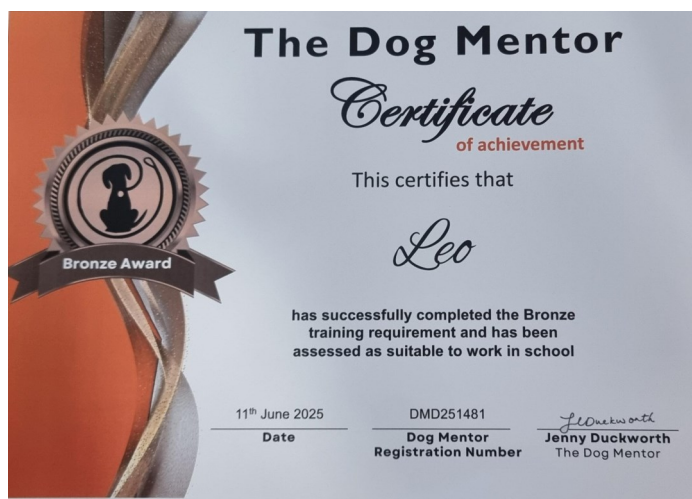 The Dog Mentor
Certificate
of achievement
This certifies that
Leo
Bronze Award
has successfully completed the Bronze
training requirement and has been
assessed as suitable to work in school
11th June 2025
Date
DMD251481
Dog Mentor
Registration Number
JLDuckworth
Jenny Duckworth
The Dog Mentor